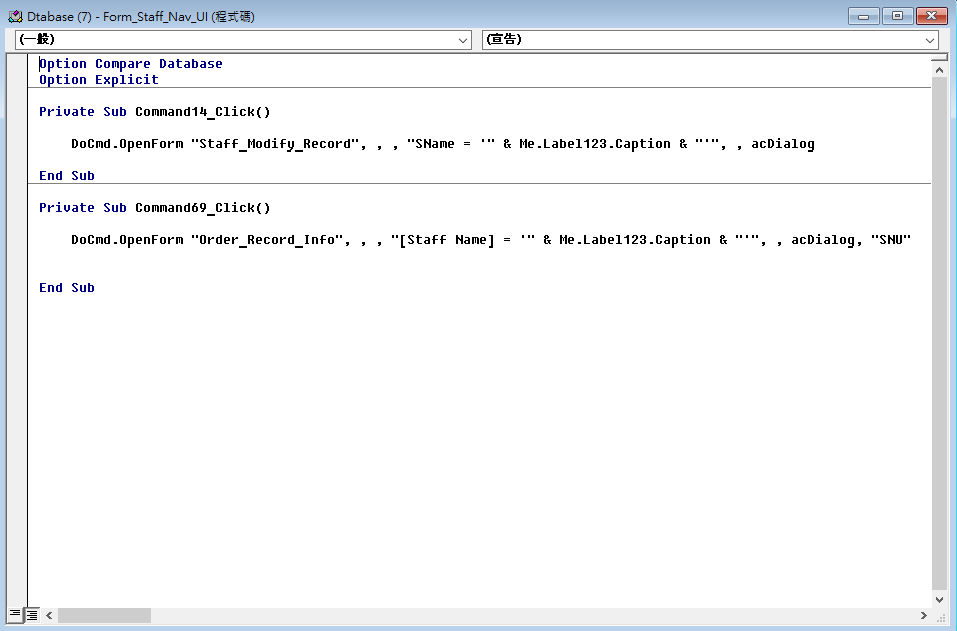 Dtabase (7) - Form_Staff_Nav_UI (程式碼)
(一般) (宣告)
Option Compare Database
Option Explicit
Private Sub Command14_Click()
DoCmd.OpenForm "Staff_Modify_Record", , , "SName = '" & Me.Label123.Caption & "'", , acDialog
End Sub
Private Sub Command69_Click()
DoCmd.OpenForm "Order_Record_Info", , , "[Staff Name] = '" & Me.Label123.Caption & "'", , acDialog, "SNU"
End Sub